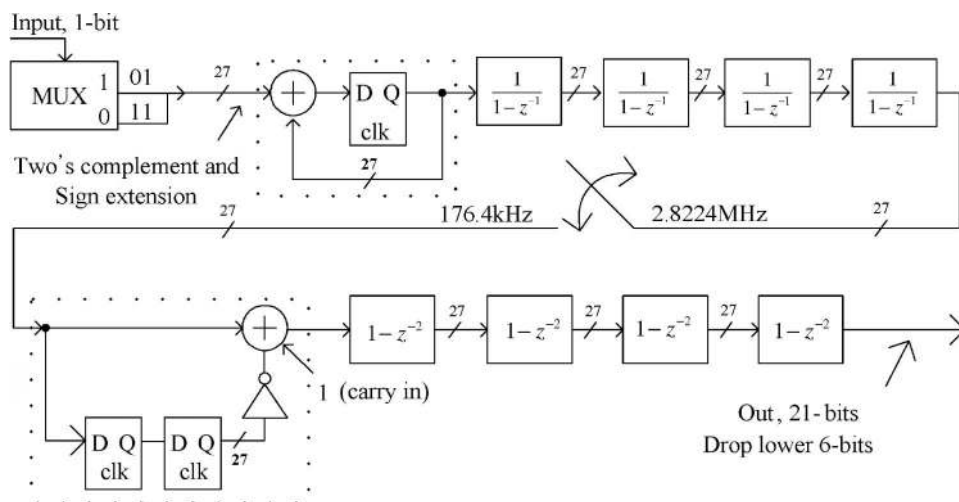 Input, 1-bit
MUX 1 01
0 11
27
Two's complement and
Sign extension
+
D Q
clk
27
1
1-z⁻¹
27
1
1-z⁻¹
27
1
1-z⁻¹
27
1
1-z⁻¹
27
176.4kHz
2.8224MHz
27
+
1 (carry in)
D Q
clk
D Q
clk
27
1-z⁻²
27
1-z⁻²
27
1-z⁻²
27
1-z⁻²
Out, 21-bits
Drop lower 6-bits